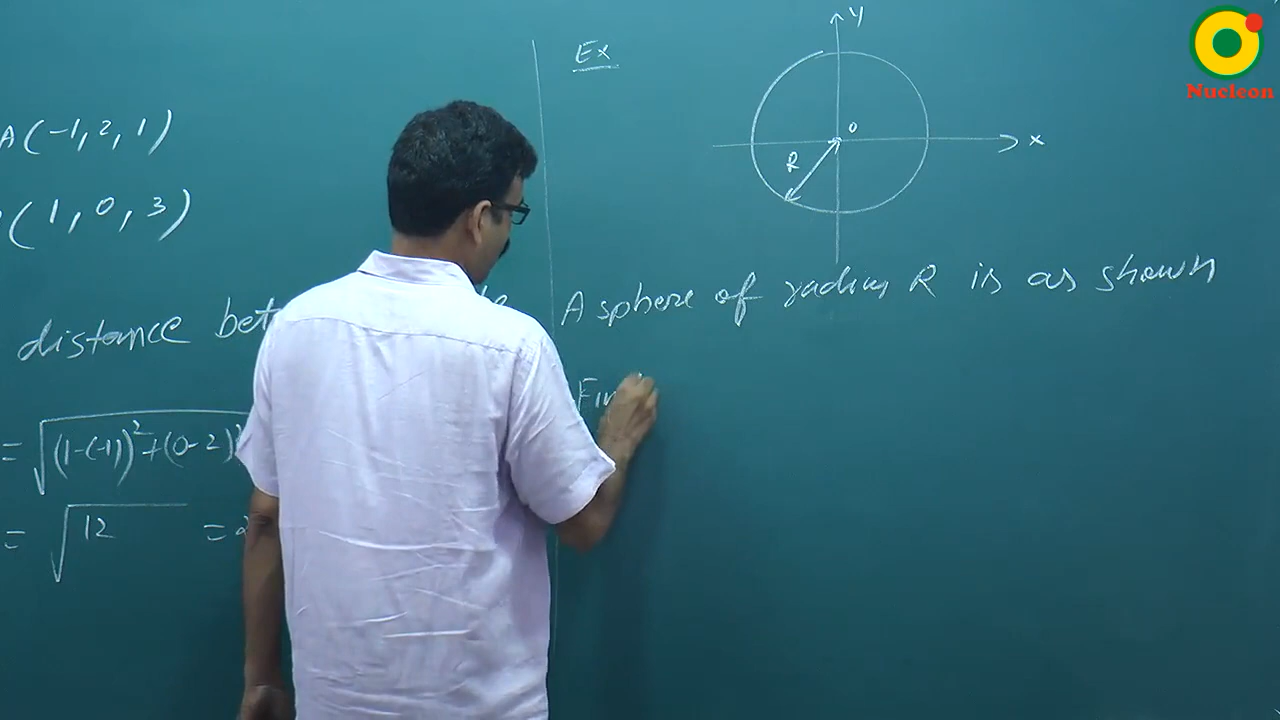 A(-1, 2, 1)
(1, 0, 3)
distance bet
= √(1-(-1))²+(0-2)
= √12 =
Ex
Y
X
O
R
A sphere of radius R is as shown
Fin
Nucleon